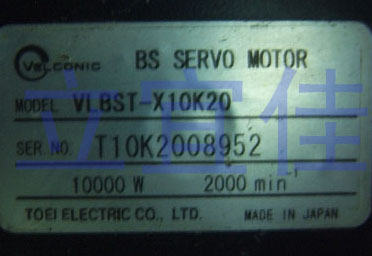 VELCONIC BS SERVO MOTOR
MODEL VLBST-X10K20
立宜佳
SER. NO. T10K2008952
10000 W 2000 min⁻¹
TOEI ELECTRIC CO., LTD. MADE IN JAPAN